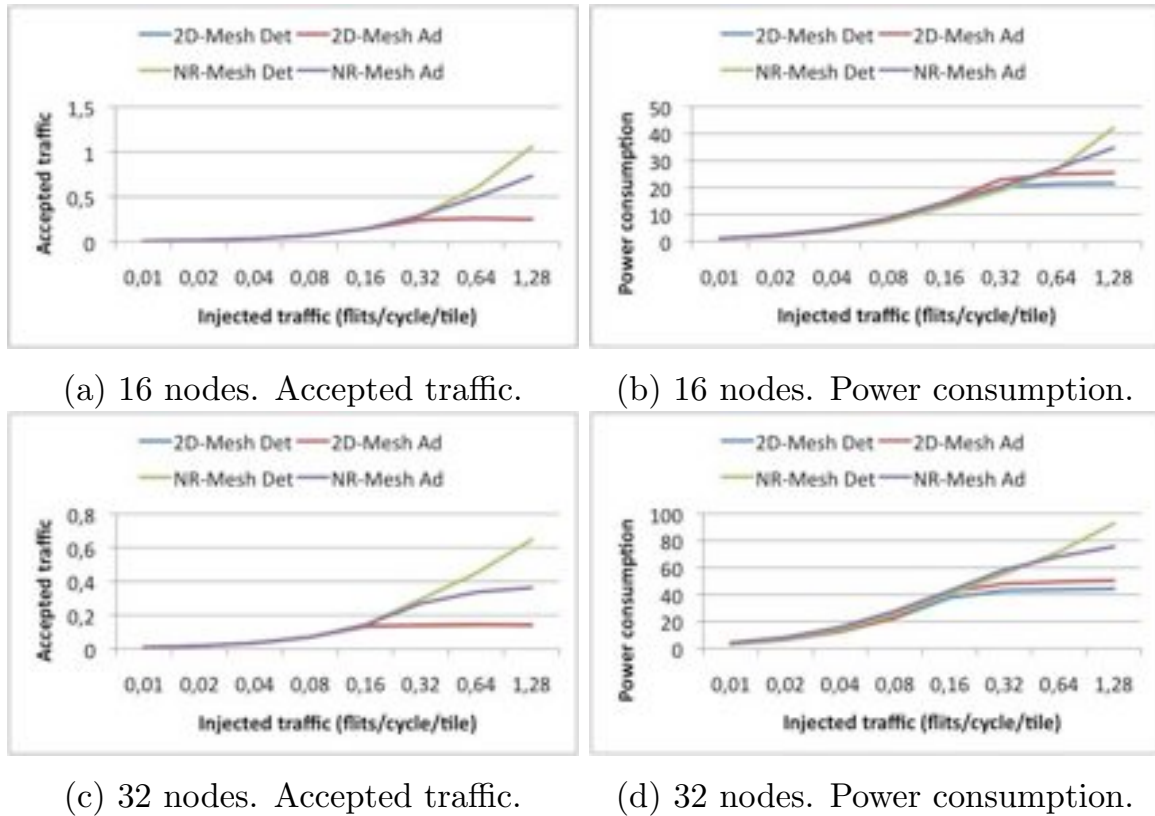 2D-Mesh Det 2D-Mesh Ad
NR-Mesh Det NR-Mesh Ad
Accepted traffic
1,5
1
0,5
0
0,01 0,02 0,04 0,08 0,16 0,32 0,64 1,28
Injected traffic (flits/cycle/tile)
(a) 16 nodes. Accepted traffic.
2D-Mesh Det 2D-Mesh Ad
NR-Mesh Det NR-Mesh Ad
Power consumption
50
40
30
20
10
0
0,01 0,02 0,04 0,08 0,16 0,32 0,64 1,28
Injected traffic (flits/cycle/tile)
(b) 16 nodes. Power consumption.
2D-Mesh Det 2D-Mesh Ad
NR-Mesh Det NR-Mesh Ad
Accepted traffic
0,8
0,6
0,4
0,2
0
0,01 0,02 0,04 0,08 0,16 0,32 0,64 1,28
Injected traffic (flits/cycle/tile)
(c) 32 nodes. Accepted traffic.
2D-Mesh Det 2D-Mesh Ad
NR-Mesh Det NR-Mesh Ad
Power consumption
100
80
60
40
20
0
0,01 0,02 0,04 0,08 0,16 0,32 0,64 1,28
Injected traffic (flits/cycle/tile)
(d) 32 nodes. Power consumption.